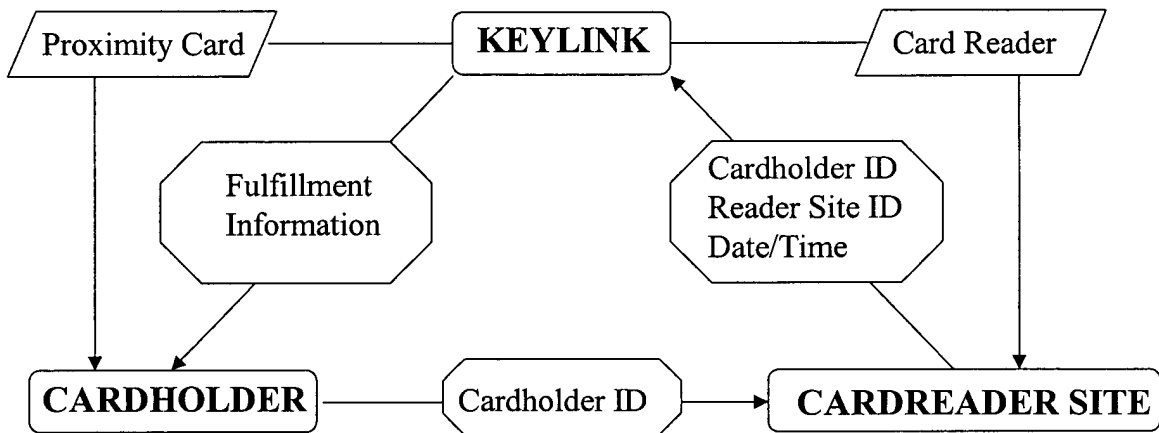 Proximity Card
KEYLINK
Card Reader
Fulfillment
Information
Cardholder ID
Reader Site ID
Date/Time
CARDHOLDER
Cardholder ID
CARDREADER SITE